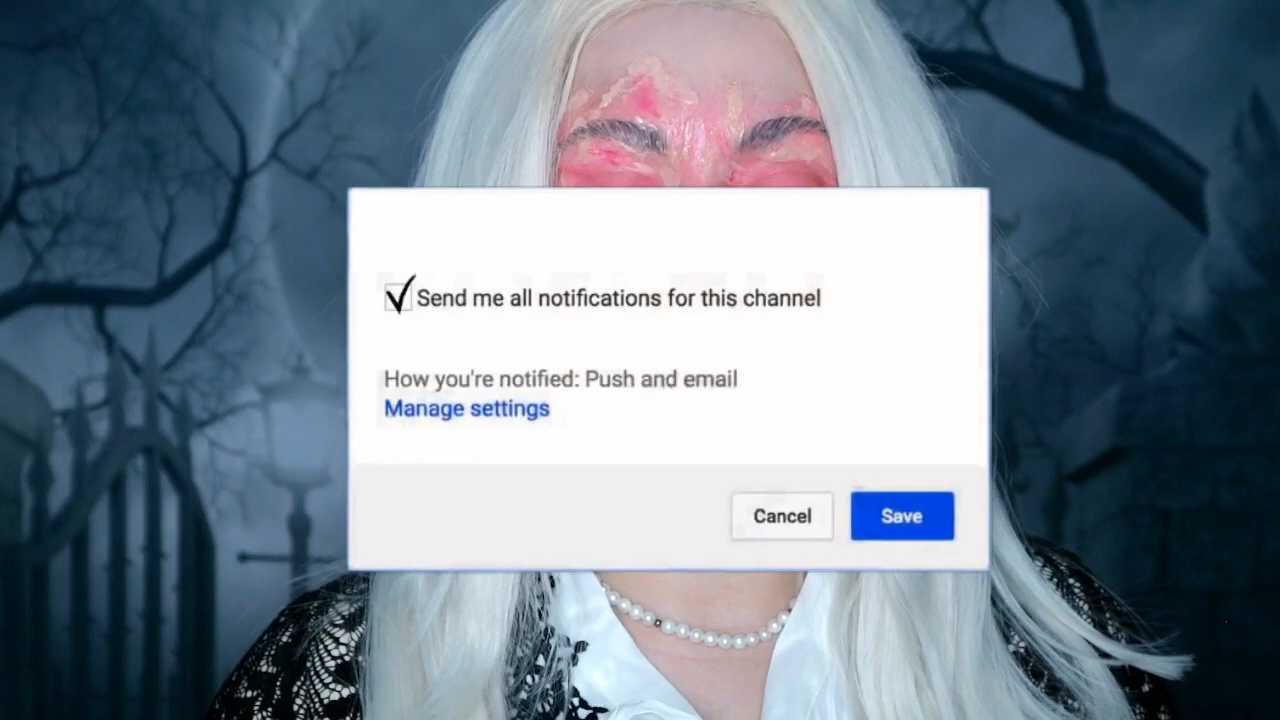 Send me all notifications for this channel
How you're notified: Push and email
Manage settings
Cancel
Save